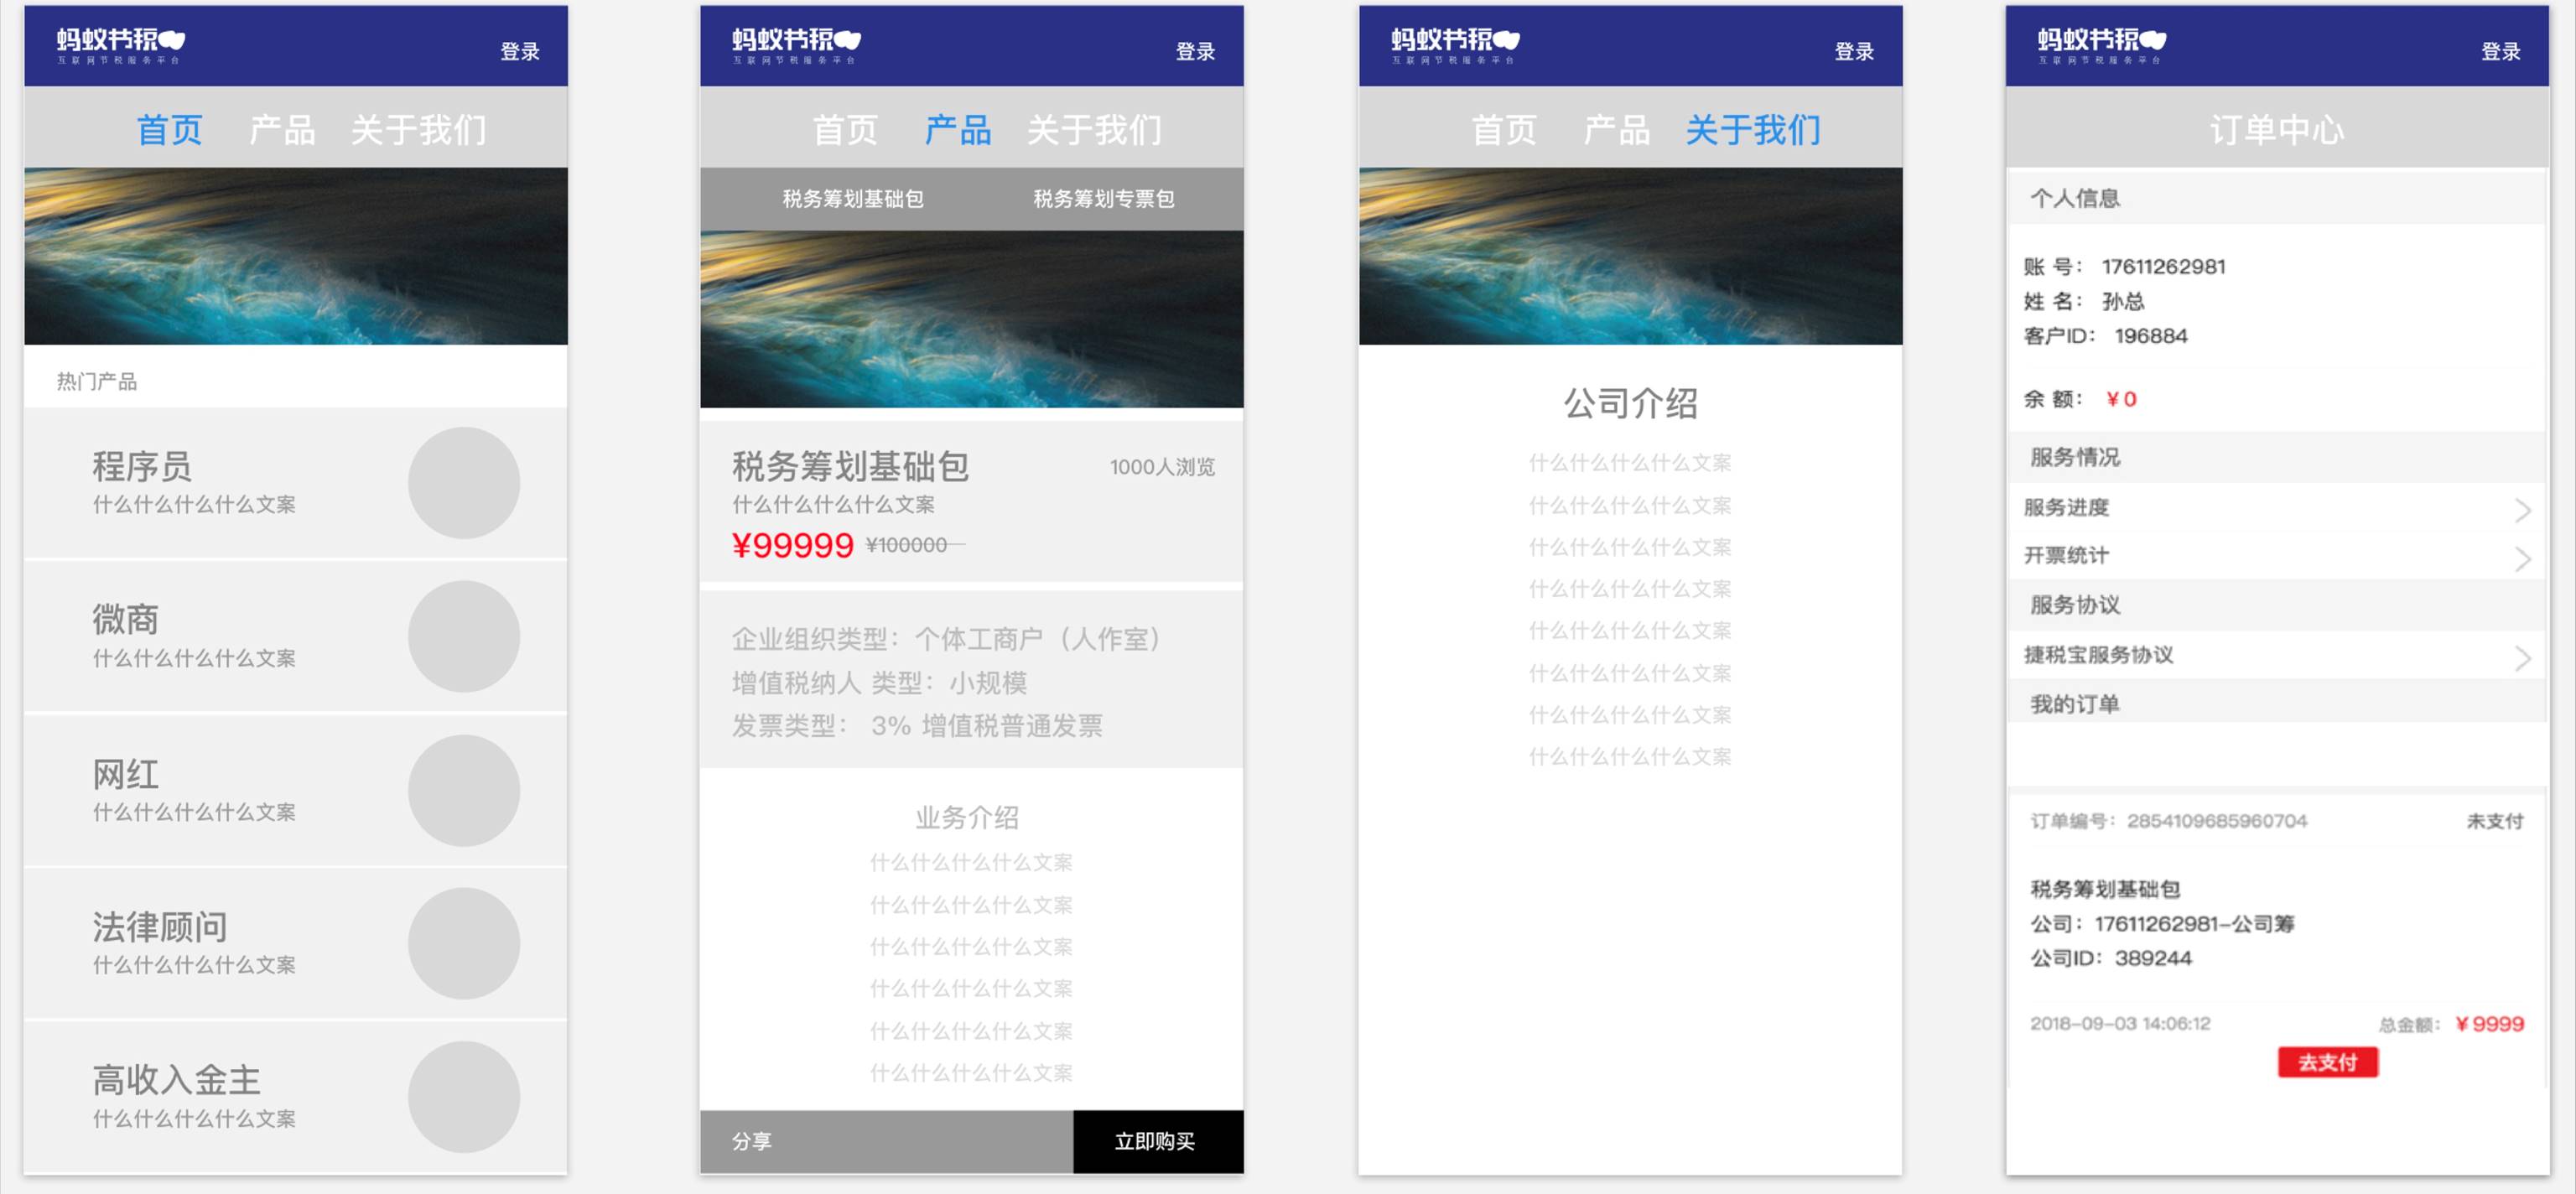 蚂蚁节税
互联网节税服务平台
登录
首页 产品 关于我们
热门产品
程序员
什么什么什么什么文案
微商
什么什么什么什么文案
网红
什么什么什么什么文案
法律顾问
什么什么什么什么文案
高收入金主
什么什么什么什么文案
蚂蚁节税
互联网节税服务平台
登录
首页 产品 关于我们
税务筹划基础包 税务筹划专票包
税务筹划基础包 1000人浏览
什么什么什么什么文案
¥99999 ¥100000
企业组织类型：个体工商户（人作室）
增值税纳人 类型：小规模
发票类型： 3% 增值税普通发票
业务介绍
什么什么什么什么文案
什么什么什么什么文案
什么什么什么什么文案
什么什么什么什么文案
什么什么什么什么文案
什么什么什么什么文案
分享 立即购买
蚂蚁节税
互联网节税服务平台
登录
首页 产品 关于我们
公司介绍
什么什么什么什么文案
什么什么什么什么文案
什么什么什么什么文案
什么什么什么什么文案
什么什么什么什么文案
什么什么什么什么文案
什么什么什么什么文案
什么什么什么什么文案
蚂蚁节税
互联网节税服务平台
登录
订单中心
个人信息
账 号： 17611262981
姓 名： 孙总
客户ID： 196884
余 额： ¥ 0
服务情况
服务进度
开票统计
服务协议
捷税宝服务协议
我的订单
订单编号：2854109685960704 未支付
税务筹划基础包
公司：17611262981-公司筹
公司ID：389244
2018-09-03 14:06:12 总金额： ¥ 9999
去支付